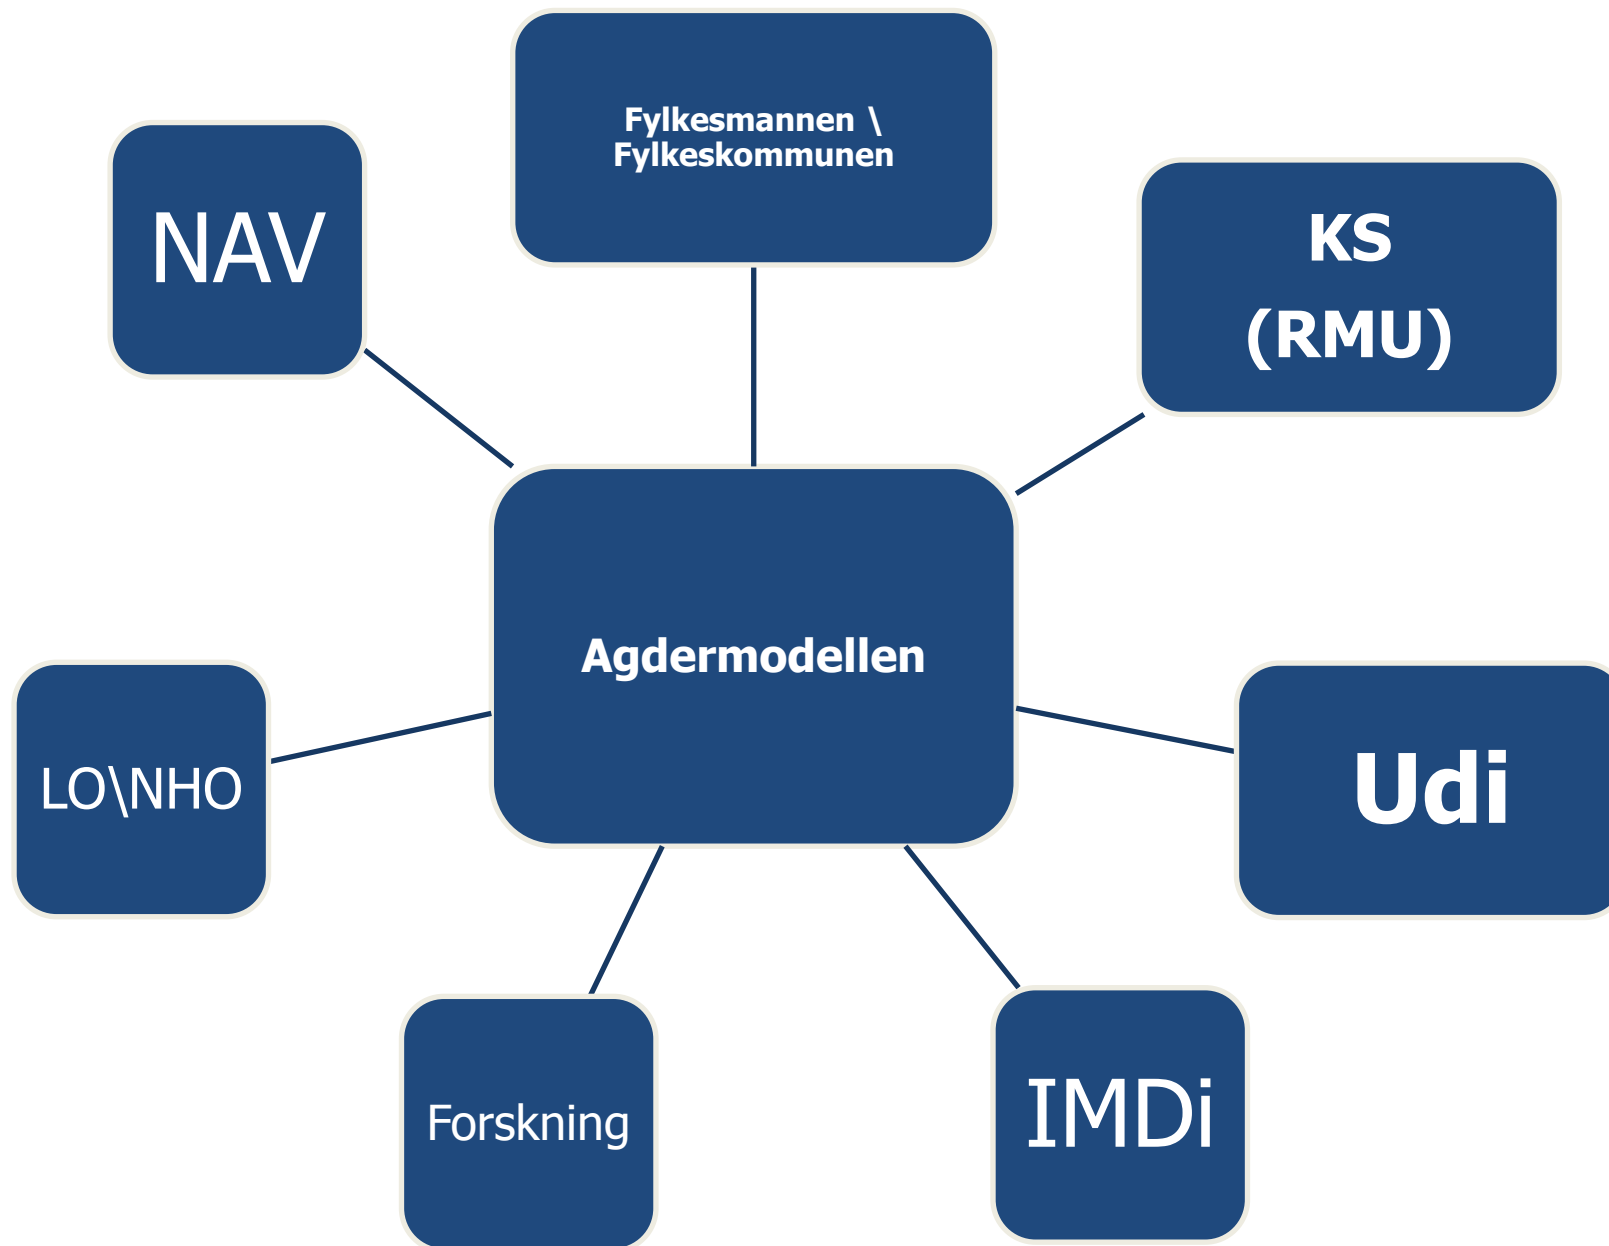 Fylkesmannen \
Fylkeskommunen
NAV
KS
(RMU)
Agdermodellen
LO\NHO
Udi
Forskning
IMDi